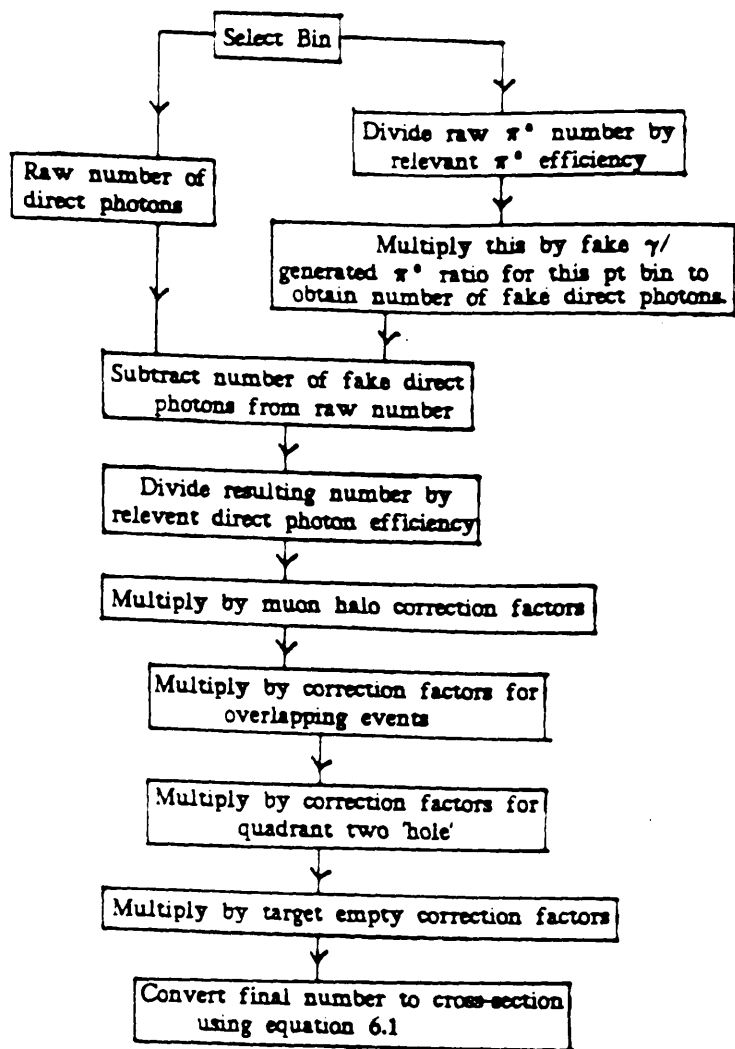 Select Bin
Divide raw π° number by
relevant π° efficiency
Raw number of
direct photons
Multiply this by fake γ/
generated π° ratio for this pt bin to
obtain number of fake direct photons.
Subtract number of fake direct
photons from raw number
Divide resulting number by
relevent direct photon efficiency
Multiply by muon halo correction factors
Multiply by correction factors for
overlapping events
Multiply by correction factors for
quadrant two 'hole'
Multiply by target empty correction factors
Convert final number to cross-section
using equation 6.1